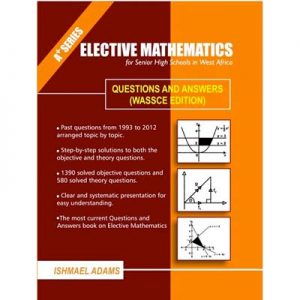 A+ SERIES
ELECTIVE MATHEMATICS
for Senior High Schools in West Africa
QUESTIONS AND ANSWERS
(WASSCE EDITION)
• Past questions from 1993 to 2012
arranged topic by topic.
• Step-by-step solutions to both the
objective and theory questions.
• 1390 solved objective questions and
580 solved theory questions.
• Clear and systematic presentation for
easy understanding.
•The most current Questions and
Answers book on Elective Mathematics
ISHMAEL ADAMS